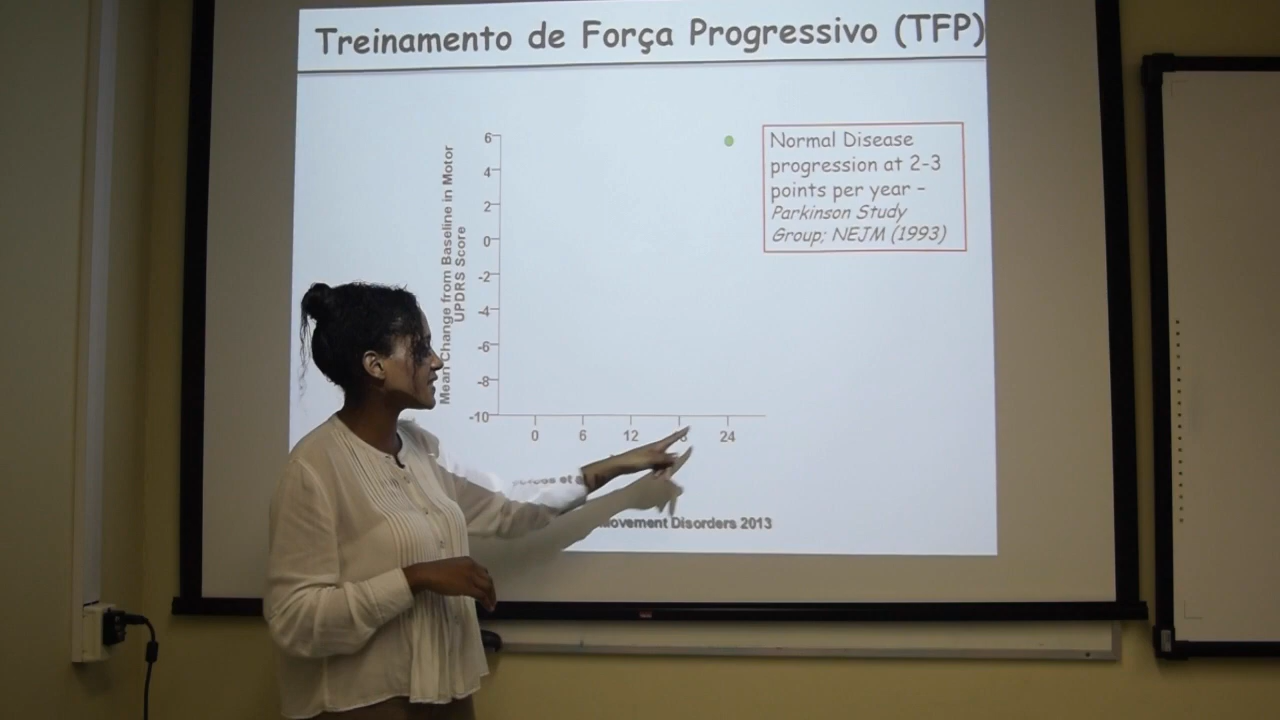 Treinamento de Força Progressivo (TFP)
Normal Disease
progression at 2-3
points per year –
Parkinson Study
Group; NEJM (1993)
Mean Change from Baseline in Motor
UPDRS Score
6
4
2
0
-2
-4
-6
-8
-10
0 6 12 24
et
Movement Disorders 2013